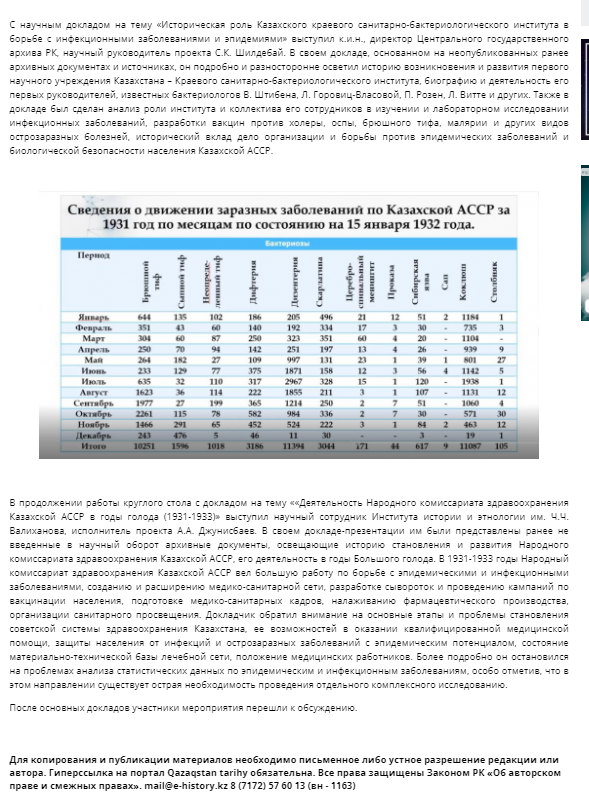 С научным докладом на тему «Историческая роль Казахского краевого санитарно-бактериологического института в
борьбе с инфекционными заболеваниями и эпидемиями» выступил к.и.н., директор Центрального государственного
архива РК, научный руководитель проекта С.К. Шилдебай. В своем докладе, основанном на неопубликованных ранее
архивных документах и источниках, он подробно и разносторонне осветил историю возникновения и развития первого
научного учреждения Казахстана – Краевого санитарно-бактериологического института, биографию и деятельность его
первых руководителей, известных бактериологов В. Штибена, Л. Горовиц-Власовой, П. Розен, Л. Витте и других. Также в
докладе был сделан анализ роли института и коллектива его сотрудников в изучении и лабораторном исследовании
инфекционных заболеваний, разработки вакцин против холеры, оспы, брюшного тифа, малярии и других видов
острозаразных болезней, исторический вклад дело организации и борьбы против эпидемических заболеваний и
биологической безопасности населения Казахской АССР.
Сведения о движении заразных заболеваний по Казахской АССР за
1931 год по месяцам по состоянию на 15 января 1932 года.
Бактериозы
Период Брюшной тиф Сыпной тиф Неопределенный тиф Дифтерия Дизентерия Скарлатина Церебро-спинальный менингит Проказа Сибирская язва Сап Коклюш Столбняк
Январь 644 135 102 186 205 496 21 12 51 2 1184 1
Февраль 351 43 60 140 192 334 17 3 30 - 735 3
Март 304 60 87 250 323 351 60 4 20 - 1104 -
Апрель 250 70 94 142 251 197 13 4 26 - 939 9
Май 264 182 27 109 997 131 23 1 39 1 801 27
Июнь 233 129 77 375 1871 158 12 3 56 4 1142 5
Июль 635 32 110 317 2967 328 15 1 120 - 1938 1
Август 1623 36 114 222 1855 211 3 1 107 - 1131 12
Сентябрь 1977 27 199 365 1214 250 2 7 51 - 1060 4
Октябрь 2261 115 78 582 984 336 2 7 30 - 571 30
Ноябрь 1466 291 65 452 524 222 3 1 84 2 463 12
Декабрь 243 476 5 46 11 30 - - 3 - 19 1
Итого 10251 1596 1018 3186 11394 3044 171 44 617 9 11087 105
В продолжении работы круглого стола с докладом на тему ««Деятельность Народного комиссариата здравоохранения
Казахской АССР в годы голода (1931-1933)» выступил научный сотрудник Института истории и этнологии им. Ч.Ч.
Валиханова, исполнитель проекта А.А. Джунисбаев. В своем докладе-презентации им были представлены ранее не
введенные в научный оборот архивные документы, освещающие историю становления и развития Народного
комиссариата здравоохранения Казахской АССР, его деятельность в годы Большого голода. В 1931-1933 годы Народный
комиссариат здравоохранения Казахской АССР вел большую работу по борьбе с эпидемическими и инфекционными
заболеваниями, созданию и расширению медико-санитарной сети, разработке сывороток и проведению кампаний по
вакцинации населения, подготовке медико-санитарных кадров, налаживанию фармацевтического производства,
организации санитарного просвещения. Докладчик обратил внимание на основные этапы и проблемы становления
советской системы здравоохранения Казахстана, ее возможностей в оказании квалифицированной медицинской
помощи, защиты населения от инфекций и острозаразных заболеваний с эпидемическим потенциалом, состояние
материально-технической базы лечебной сети, положение медицинских работников. Более подробно он остановился
на проблемах анализа статистических данных по эпидемическим и инфекционным заболеваниям, особо отметив, что в
этом направлении существует острая необходимость проведения отдельного комплексного исследованию.
После основных докладов участники мероприятия перешли к обсуждению.
Для копирования и публикации материалов необходимо письменное либо устное разрешение редакции или
автора. Гиперссылка на портал Qazaqstan tarihy обязательна. Все права защищены Законом РК «Об авторском
праве и смежных правах». mail@e-history.kz 8 (7172) 57 60 13 (вн - 1163)